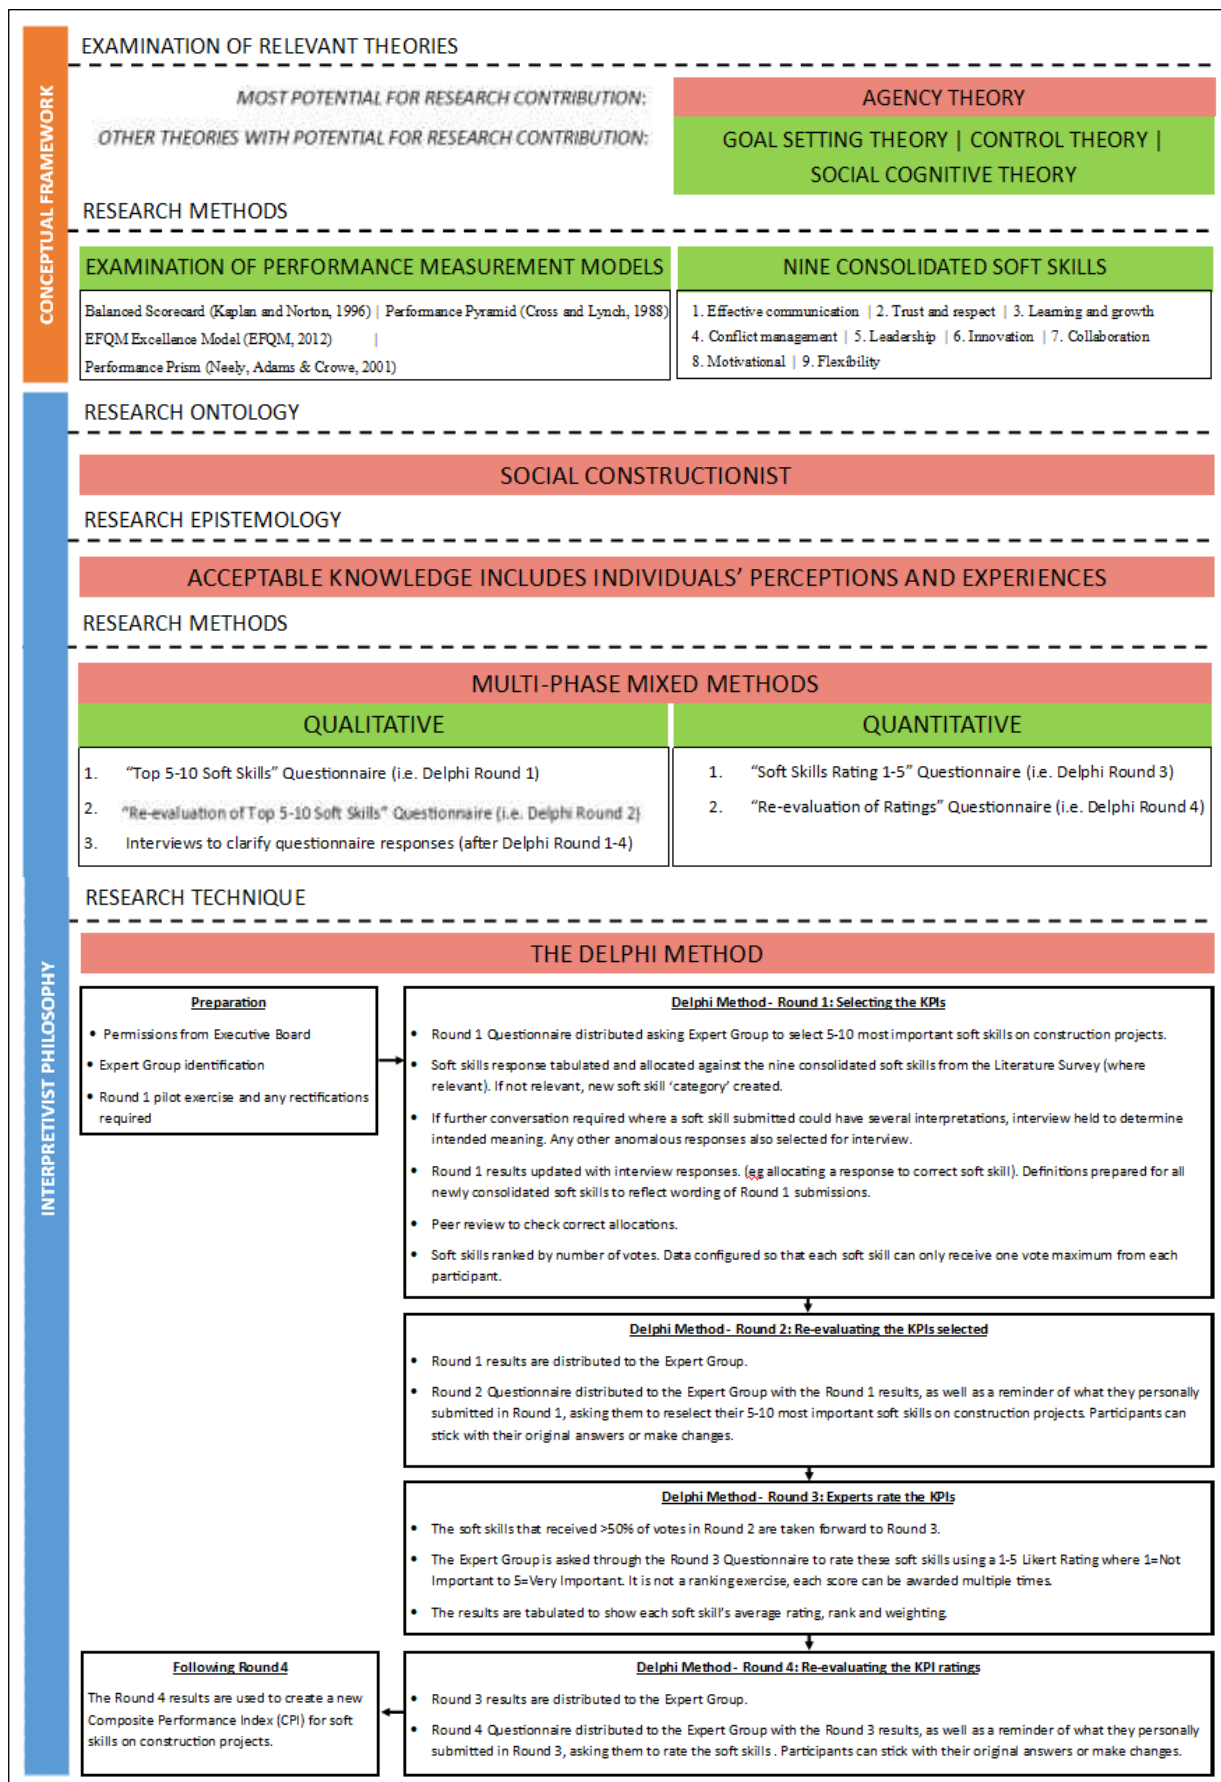 CONCEPTUAL FRAMEWORK
EXAMINATION OF RELEVANT THEORIES
MOST POTENTIAL FOR RESEARCH CONTRIBUTION:
AGENCY THEORY
OTHER THEORIES WITH POTENTIAL FOR RESEARCH CONTRIBUTION:
GOAL SETTING THEORY | CONTROL THEORY |
SOCIAL COGNITIVE THEORY
RESEARCH METHODS
EXAMINATION OF PERFORMANCE MEASUREMENT MODELS
Balanced Scorecard (Kaplan and Norton, 1996) | Performance Pyramid (Cross and Lynch, 1988)
EFQM Excellence Model (EFQM, 2012) |
Performance Prism (Neely, Adams & Crowe, 2001)
NINE CONSOLIDATED SOFT SKILLS
1. Effective communication | 2. Trust and respect | 3. Learning and growth
4. Conflict management | 5. Leadership | 6. Innovation | 7. Collaboration
8. Motivational | 9. Flexibility
INTERPRETIVIST PHILOSOPHY
RESEARCH ONTOLOGY
SOCIAL CONSTRUCTIONIST
RESEARCH EPISTEMOLOGY
ACCEPTABLE KNOWLEDGE INCLUDES INDIVIDUALS' PERCEPTIONS AND EXPERIENCES
RESEARCH METHODS
MULTI-PHASE MIXED METHODS
QUALITATIVE
1. "Top 5-10 Soft Skills" Questionnaire (i.e. Delphi Round 1)
2. "Re-evaluation of Top 5-10 Soft Skills" Questionnaire (i.e. Delphi Round 2)
3. Interviews to clarify questionnaire responses (after Delphi Round 1-4)
QUANTITATIVE
1. "Soft Skills Rating 1-5" Questionnaire (i.e. Delphi Round 3)
2. "Re-evaluation of Ratings" Questionnaire (i.e. Delphi Round 4)
RESEARCH TECHNIQUE
THE DELPHI METHOD
Preparation
• Permissions from Executive Board
• Expert Group identification
• Round 1 pilot exercise and any rectifications
required
Delphi Method - Round 1: Selecting the KPIs
• Round 1 Questionnaire distributed asking Expert Group to select 5-10 most important soft skills on construction projects.
• Soft skills response tabulated and allocated against the nine consolidated soft skills from the Literature Survey (where
relevant). If not relevant, new soft skill 'category' created.
• If further conversation required where a soft skill submitted could have several interpretations, interview held to determine
intended meaning. Any other anomalous responses also selected for interview.
• Round 1 results updated with interview responses. (eg allocating a response to correct soft skill). Definitions prepared for all
newly consolidated soft skills to reflect wording of Round 1 submissions.
• Peer review to check correct allocations.
• Soft skills ranked by number of votes. Data configured so that each soft skill can only receive one vote maximum from each
participant.
Delphi Method - Round 2: Re-evaluating the KPIs selected
• Round 1 results are distributed to the Expert Group.
• Round 2 Questionnaire distributed to the Expert Group with the Round 1 results, as well as a reminder of what they personally
submitted in Round 1, asking them to reselect their 5-10 most important soft skills on construction projects. Participants can
stick with their original answers or make changes.
Delphi Method - Round 3: Experts rate the KPIs
• The soft skills that received >50% of votes in Round 2 are taken forward to Round 3.
• The Expert Group is asked through the Round 3 Questionnaire to rate these soft skills using a 1-5 Likert Rating where 1=Not
Important to 5=Very Important. It is not a ranking exercise, each score can be awarded multiple times.
• The results are tabulated to show each soft skill's average rating, rank and weighting.
Delphi Method - Round 4: Re-evaluating the KPI ratings
• Round 3 results are distributed to the Expert Group.
• Round 4 Questionnaire distributed to the Expert Group with the Round 3 results, as well as a reminder of what they personally
submitted in Round 3, asking them to rate the soft skills . Participants can stick with their original answers or make changes.
Following Round 4
The Round 4 results are used to create a new
Composite Performance Index (CPI) for soft
skills on construction projects.